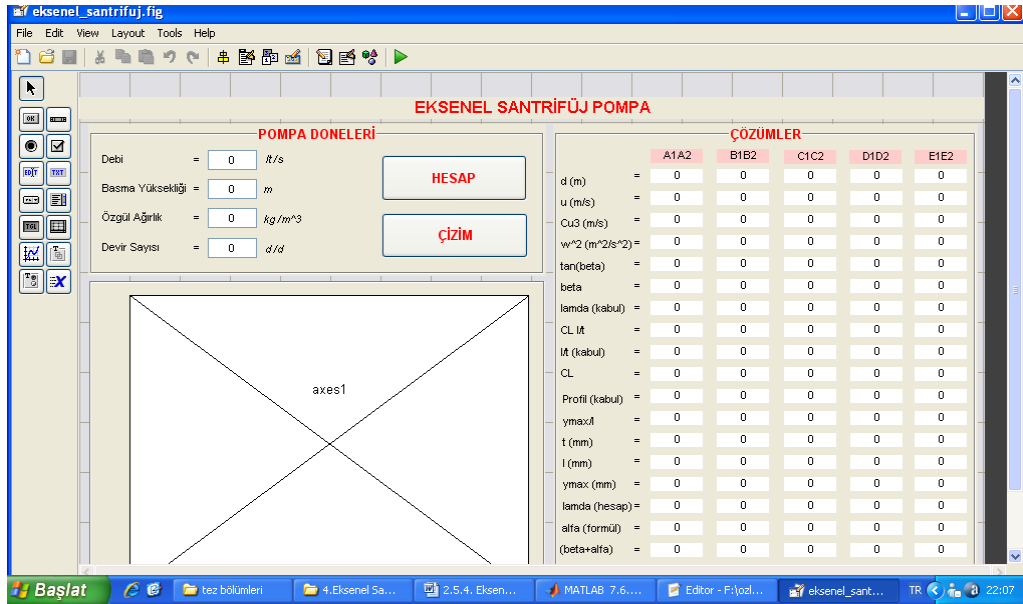 eksenel_santrifuj.fig
File Edit View Layout Tools Help
EKSENEL SANTRİFÜJ POMPA
POMPA DONELERİ
Debi = 0 lt/s
Basma Yüksekliği = 0 m
Özgül Ağırlık = 0 kg/m^3
Devir Sayısı = 0 d/d
HESAP
ÇİZİM
axes1
ÇÖZÜMLER
A1A2 B1B2 C1C2 D1D2 E1E2
d (m) = 0 0 0 0 0
u (m/s) = 0 0 0 0 0
Cu3 (m/s) = 0 0 0 0 0
w^2 (m^2/s^2) = 0 0 0 0 0
tan(beta) = 0 0 0 0 0
beta = 0 0 0 0 0
lamda (kabul) = 0 0 0 0 0
CL l/t = 0 0 0 0 0
l/t (kabul) = 0 0 0 0 0
CL = 0 0 0 0 0
Profil (kabul) = 0 0 0 0 0
ymax/l = 0 0 0 0 0
t (mm) = 0 0 0 0 0
l (mm) = 0 0 0 0 0
ymax (mm) = 0 0 0 0 0
lamda (hesap) = 0 0 0 0 0
alfa (formül) = 0 0 0 0 0
(beta+alfa) = 0 0 0 0 0
Başlat
tez bölümleri
4.Eksenel Sa...
2.5.4. Eksen...
MATLAB 7.6....
Editor - F:\ozl...
eksenel_sant...
TR
22:07